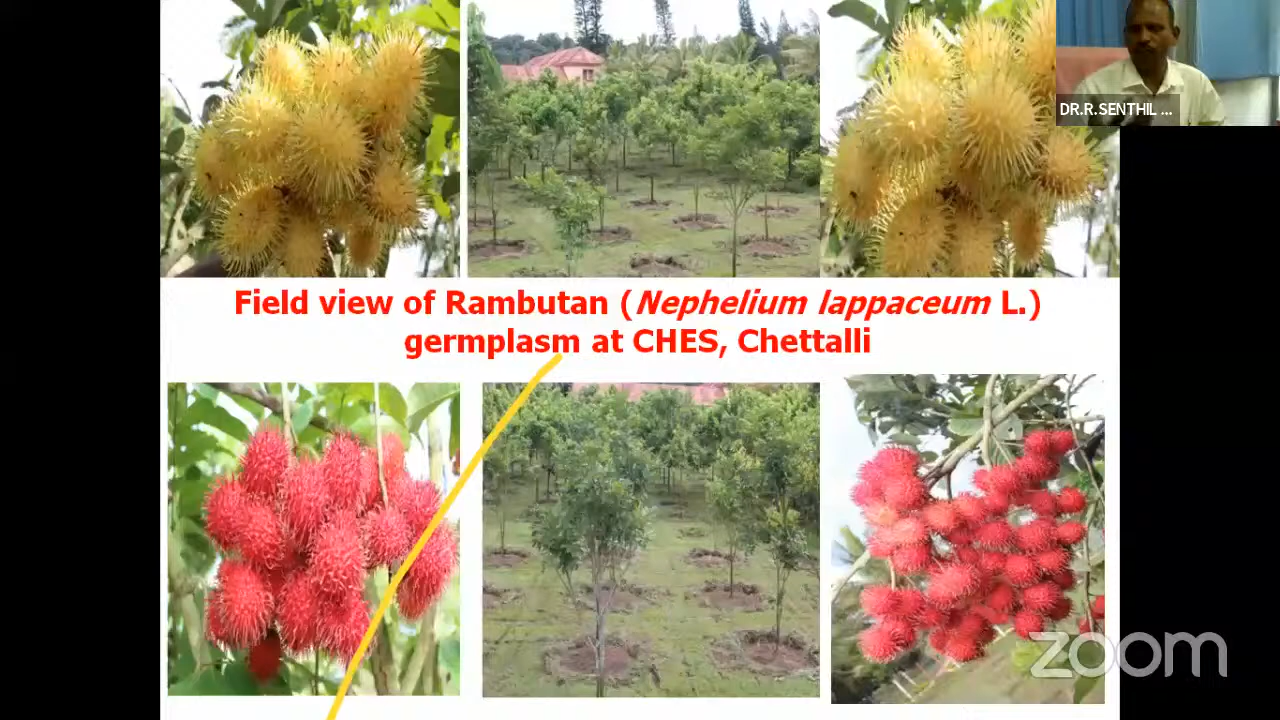 DR.R.SENTHIL ...
Field view of Rambutan (Nephelium lappaceum L.)
germplasm at CHES, Chettalli
zoom